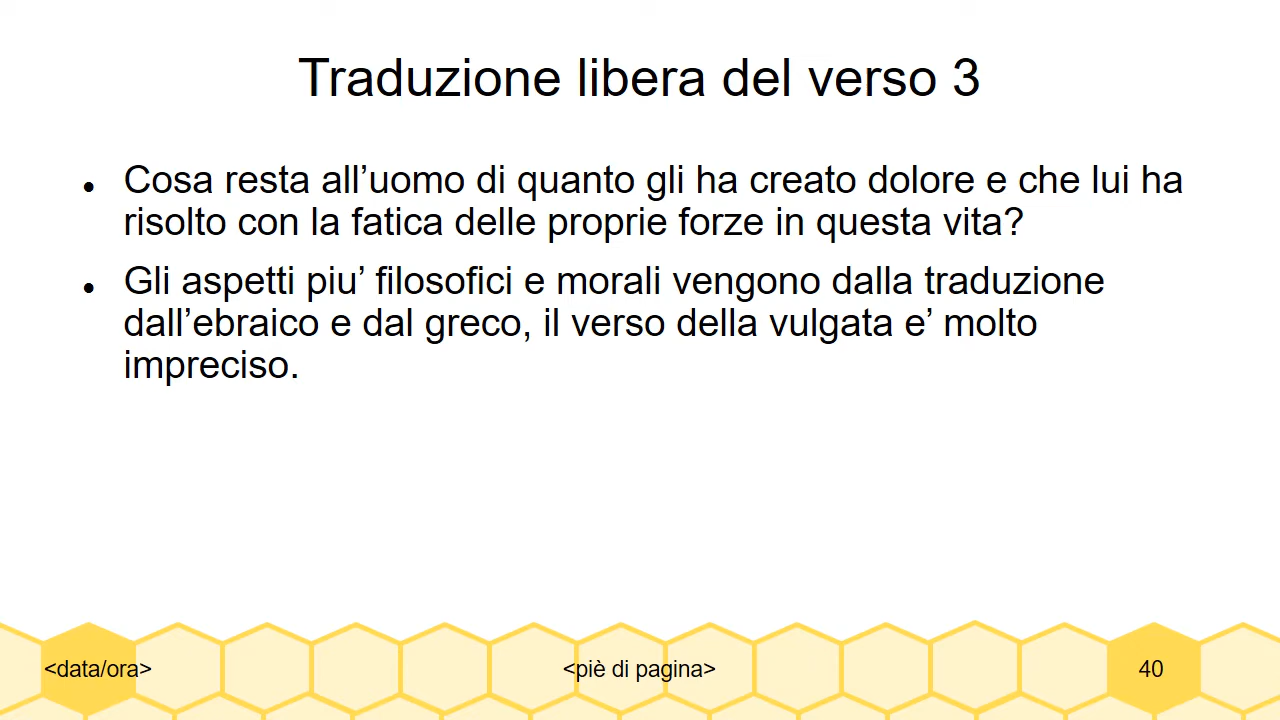 Traduzione libera del verso 3
● Cosa resta all’uomo di quanto gli ha creato dolore e che lui ha
risolto con la fatica delle proprie forze in questa vita?
● Gli aspetti piu’ filosofici e morali vengono dalla traduzione
dall’ebraico e dal greco, il verso della vulgata e’ molto
impreciso.
<data/ora>
<piè di pagina>
40